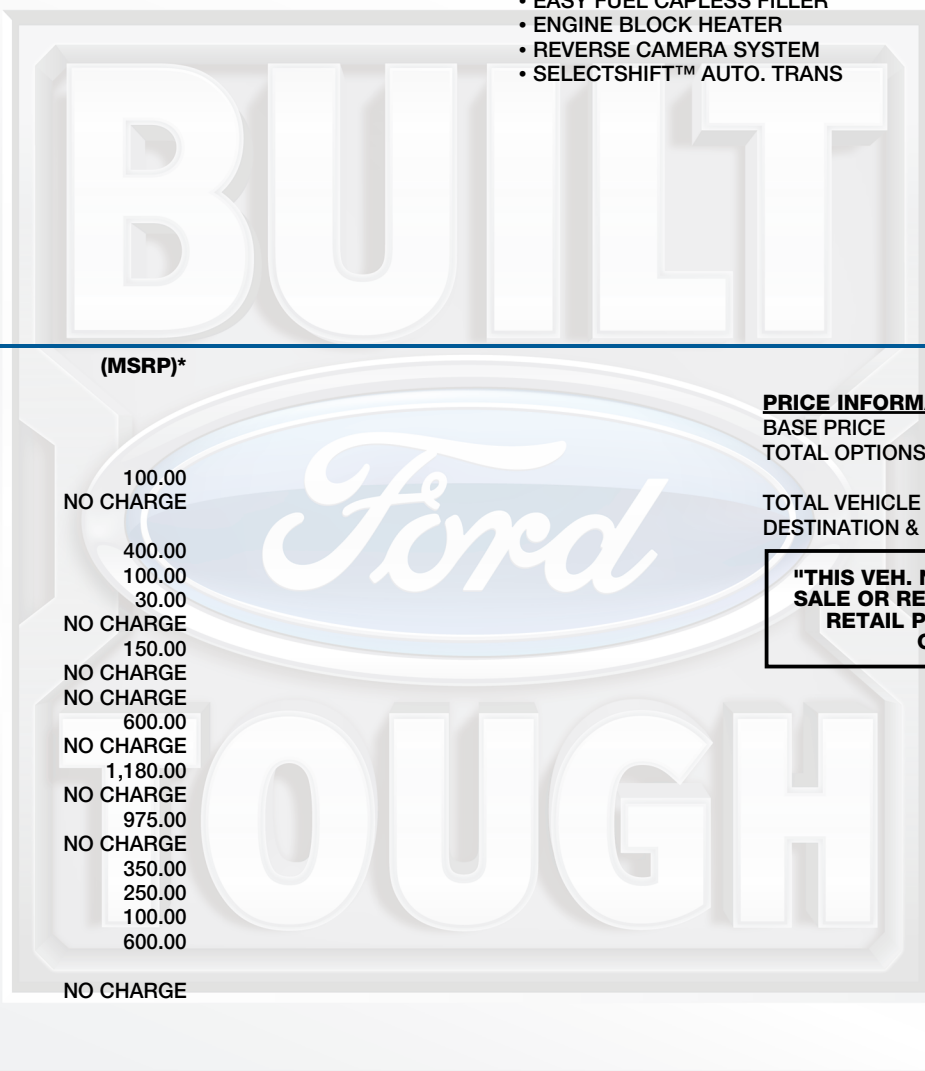 • EASY FUEL CAPLESS FILLER
• ENGINE BLOCK HEATER
• REVERSE CAMERA SYSTEM
• SELECTSHIFT™ AUTO. TRANS
BUILT
(MSRP)*
100.00
NO CHARGE
400.00
100.00
30.00
NO CHARGE
150.00
NO CHARGE
NO CHARGE
600.00
NO CHARGE
1,180.00
NO CHARGE
975.00
NO CHARGE
350.00
250.00
100.00
600.00
NO CHARGE
Ford
TOUGH
PRICE INFORMA
BASE PRICE
TOTAL OPTIONS
TOTAL VEHICLE
DESTINATION &
"THIS VEH. N
SALE OR RE
RETAIL P